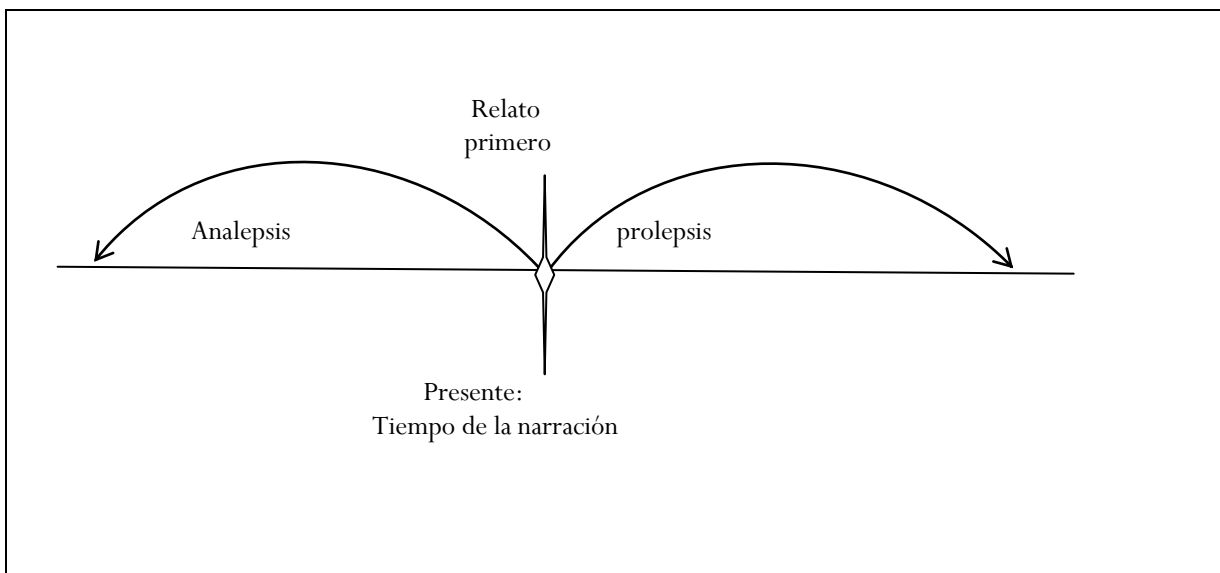 Relato
primero
Analepsis
prolepsis
Presente:
Tiempo de la narración